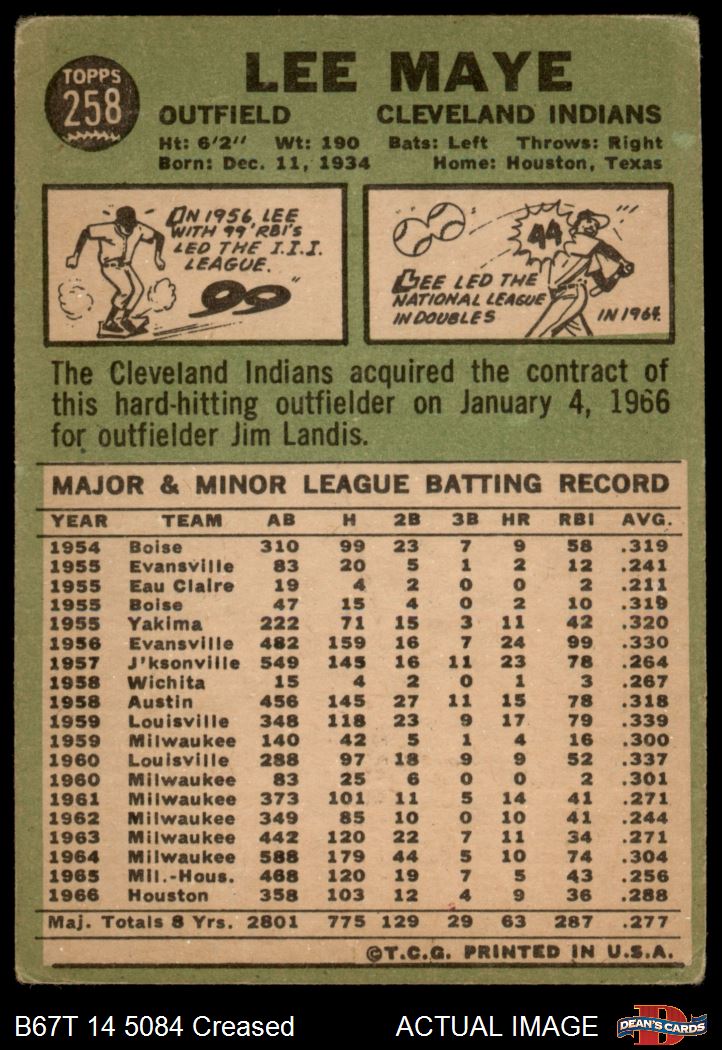 TOPPS
258
LEE MAYE
OUTFIELD CLEVELAND INDIANS
Ht: 6'2" Wt: 190 Bats: Left Throws: Right
Born: Dec. 11, 1934 Home: Houston, Texas
ON 1956, LEE
WITH 99 RBI's
LED THE I.I.I.
LEAGUE.
99
44
LEE LED THE
NATIONAL LEAGUE
IN DOUBLES IN 1964.
The Cleveland Indians acquired the contract of
this hard-hitting outfielder on January 4, 1966
for outfielder Jim Landis.
MAJOR & MINOR LEAGUE BATTING RECORD
YEAR TEAM AB H 2B 3B HR RBI AVG.
1954 Boise 310 99 23 7 9 58 .319
1955 Evansville 83 20 5 1 2 12 .241
1955 Eau Claire 19 4 2 0 0 2 .211
1955 Boise 47 15 4 0 2 10 .319
1955 Yakima 222 71 15 3 11 42 .320
1956 Evansville 482 159 16 7 24 99 .330
1957 J'ksonville 549 145 16 11 23 78 .264
1958 Wichita 15 4 2 0 1 3 .267
1958 Austin 456 145 27 11 15 78 .318
1959 Louisville 348 118 23 9 17 79 .339
1959 Milwaukee 140 42 5 1 4 16 .300
1960 Louisville 288 97 18 9 9 52 .337
1960 Milwaukee 83 25 6 0 0 2 .301
1961 Milwaukee 373 101 11 5 14 41 .271
1962 Milwaukee 349 85 10 0 10 41 .244
1963 Milwaukee 442 120 22 7 11 34 .271
1964 Milwaukee 588 179 44 5 10 74 .304
1965 Mil.-Hous. 468 120 19 7 5 43 .256
1966 Houston 358 103 12 4 9 36 .288
Maj. Totals 8 Yrs. 2801 775 129 29 63 287 .277
©T.C.G. PRINTED IN U.S.A.
B67T 14 5084 Creased ACTUAL IMAGE
D
DEAN'S CARDS